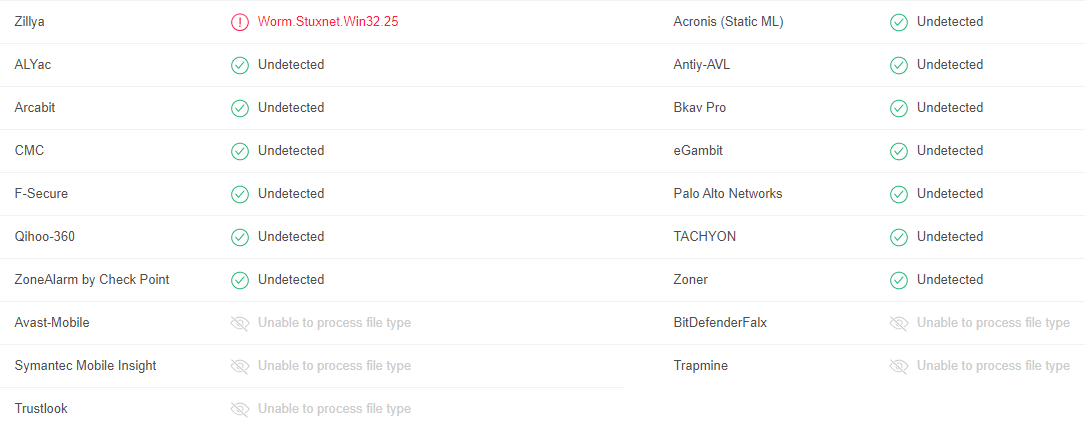 Zillya Worm.Stuxnet.Win32.25 Acronis (Static ML) Undetected
ALYac Undetected Antiy-AVL Undetected
Arcabit Undetected Bkav Pro Undetected
CMC Undetected eGambit Undetected
F-Secure Undetected Palo Alto Networks Undetected
Qihoo-360 Undetected TACHYON Undetected
ZoneAlarm by Check Point Undetected Zoner Undetected
Avast-Mobile Unable to process file type BitDefenderFalx Unable to process file type
Symantec Mobile Insight Unable to process file type Trapmine Unable to process file type
Trustlook Unable to process file type